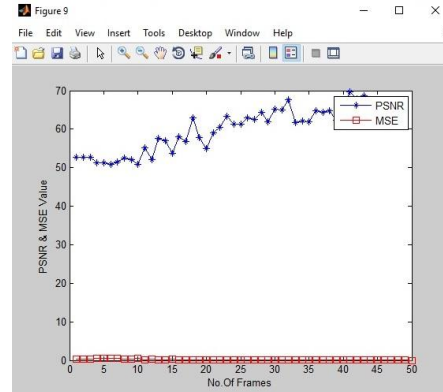 Figure 9
File Edit View Insert Tools Desktop Window Help
70
60
50
40
30
20
10
0
PSNR & MSE Value
PSNR
MSE
0 5 10 15 20 25 30 35 40 45 50
No.Of Frames